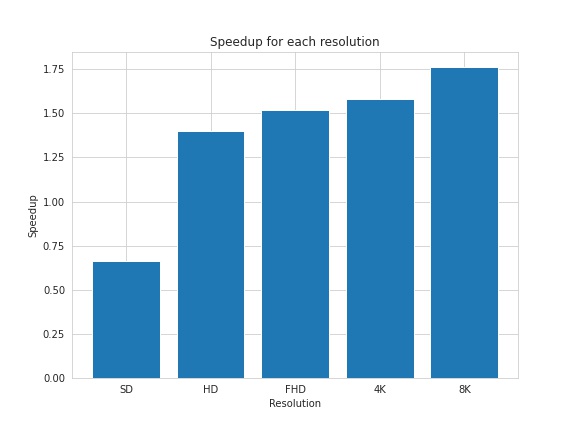 Speedup for each resolution
1.75
1.50
1.25
1.00
0.75
0.50
0.25
0.00
Speedup
SD HD FHD 4K 8K
Resolution